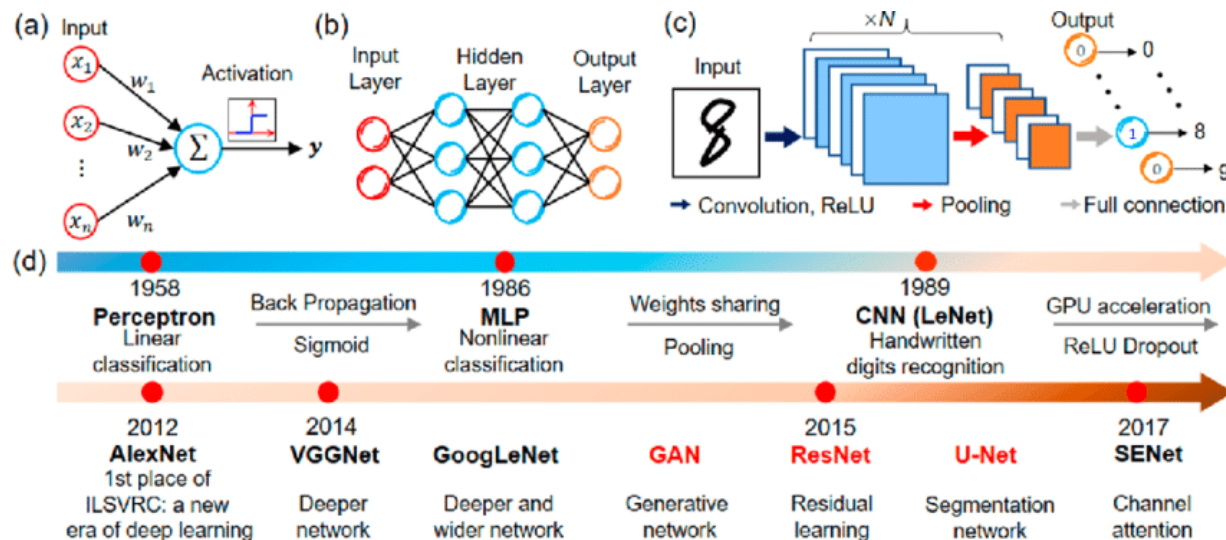 (a)
Input
x1
x2
⋮
xn
w1
w2
wn
Σ
Activation
y
(b)
Input
Layer
Hidden
Layer
Output
Layer
(c)
×N
Input
8
Output
0 → 0
1 → 8
0 → 9
Convolution, ReLU
Pooling
Full connection
(d)
1958
Perceptron
Linear
classification
Back Propagation
Sigmoid
1986
MLP
Nonlinear
classification
Weights sharing
Pooling
1989
CNN (LeNet)
Handwritten
digits recognition
GPU acceleration
ReLU Dropout
2012
AlexNet
1st place of
ILSVRC: a new
era of deep learning
2014
VGGNet
Deeper
network
GoogLeNet
Deeper and
wider network
GAN
Generative
network
2015
ResNet
Residual
learning
U-Net
Segmentation
network
2017
SENet
Channel
attention